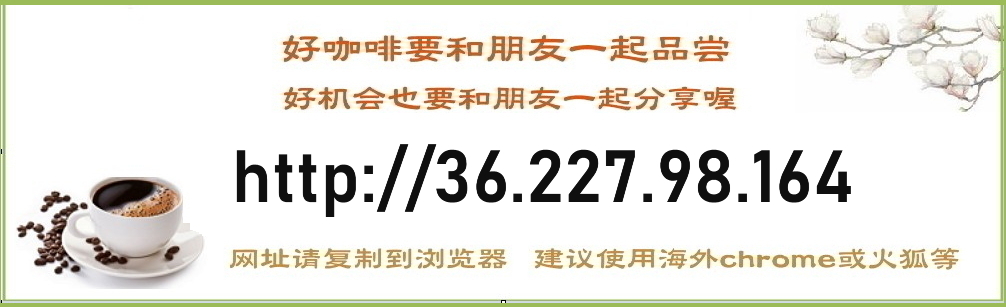 好咖啡要和朋友一起品尝
好机会也要和朋友一起分享喔
http://36.227.98.164
网址请复制到浏览器 建议使用海外chrome或火狐等